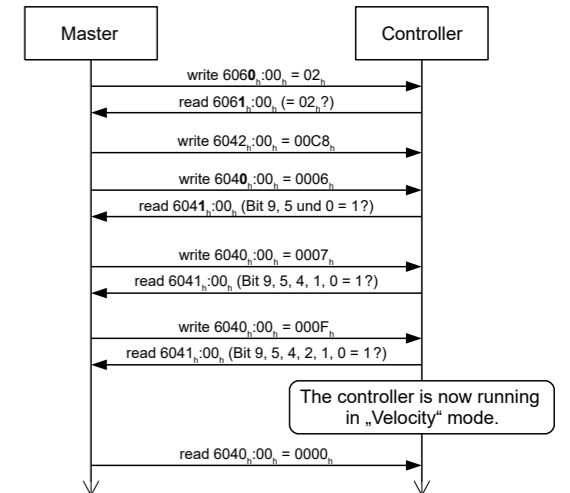 Master
Controller
write 6060h:00h = 02h
read 6061h:00h (= 02h?)
write 6042h:00h = 00C8h
write 6040h:00h = 0006h
read 6041h:00h (Bit 9, 5 und 0 = 1?)
write 6040h:00h = 0007h
read 6041h:00h (Bit 9, 5, 4, 1, 0 = 1?)
write 6040h:00h = 000Fh
read 6041h:00h (Bit 9, 5, 4, 2, 1, 0 = 1?)
The controller is now running
in „Velocity“ mode.
read 6040h:00h = 0000h